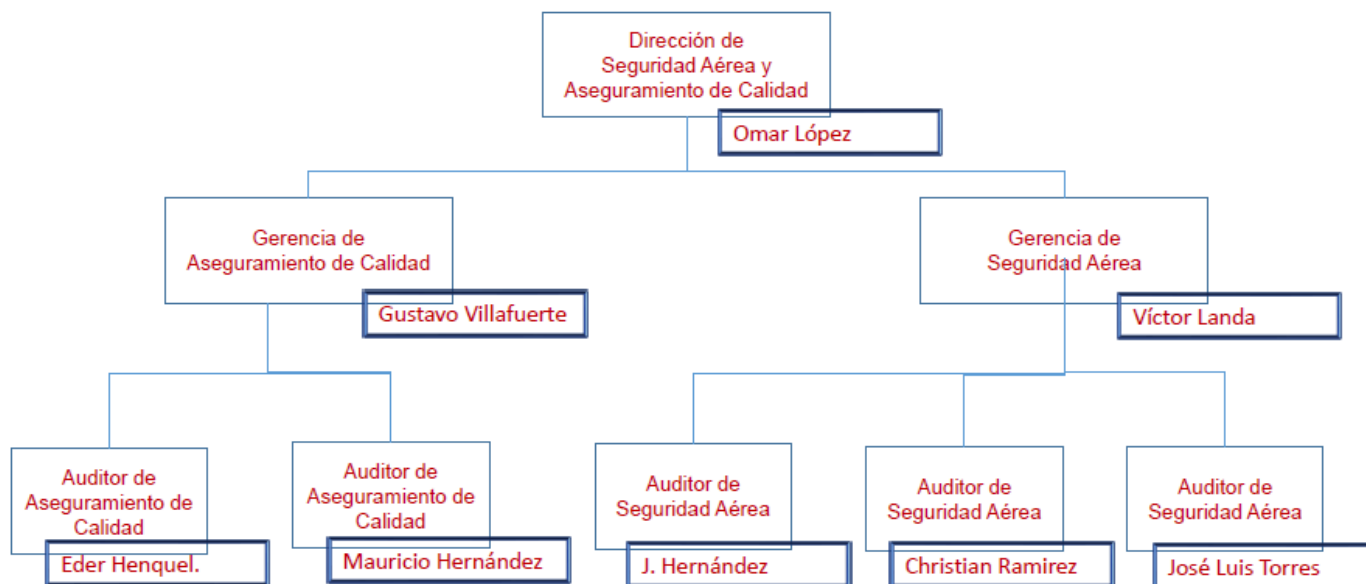 Dirección de
Seguridad Aérea y
Aseguramiento de Calidad
Omar López
Gerencia de
Aseguramiento de Calidad
Gustavo Villafuerte
Gerencia de
Seguridad Aérea
Víctor Landa
Auditor de
Aseguramiento de
Calidad
Eder Henquel.
Auditor de
Aseguramiento de
Calidad
Mauricio Hernández
Auditor de
Seguridad Aérea
J. Hernández
Auditor de
Seguridad Aérea
Christian Ramirez
Auditor de
Seguridad Aérea
José Luis Torres